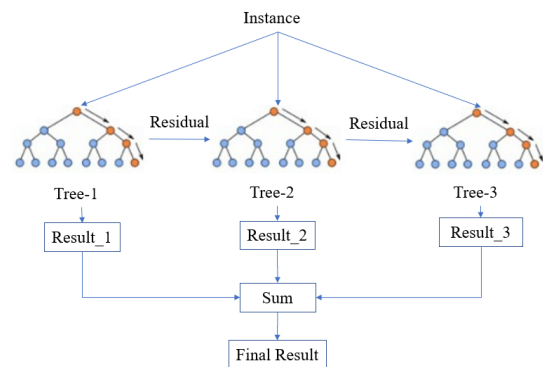 Instance
Residual
Residual
Tree-1
Tree-2
Tree-3
Result_1
Result_2
Result_3
Sum
Final Result